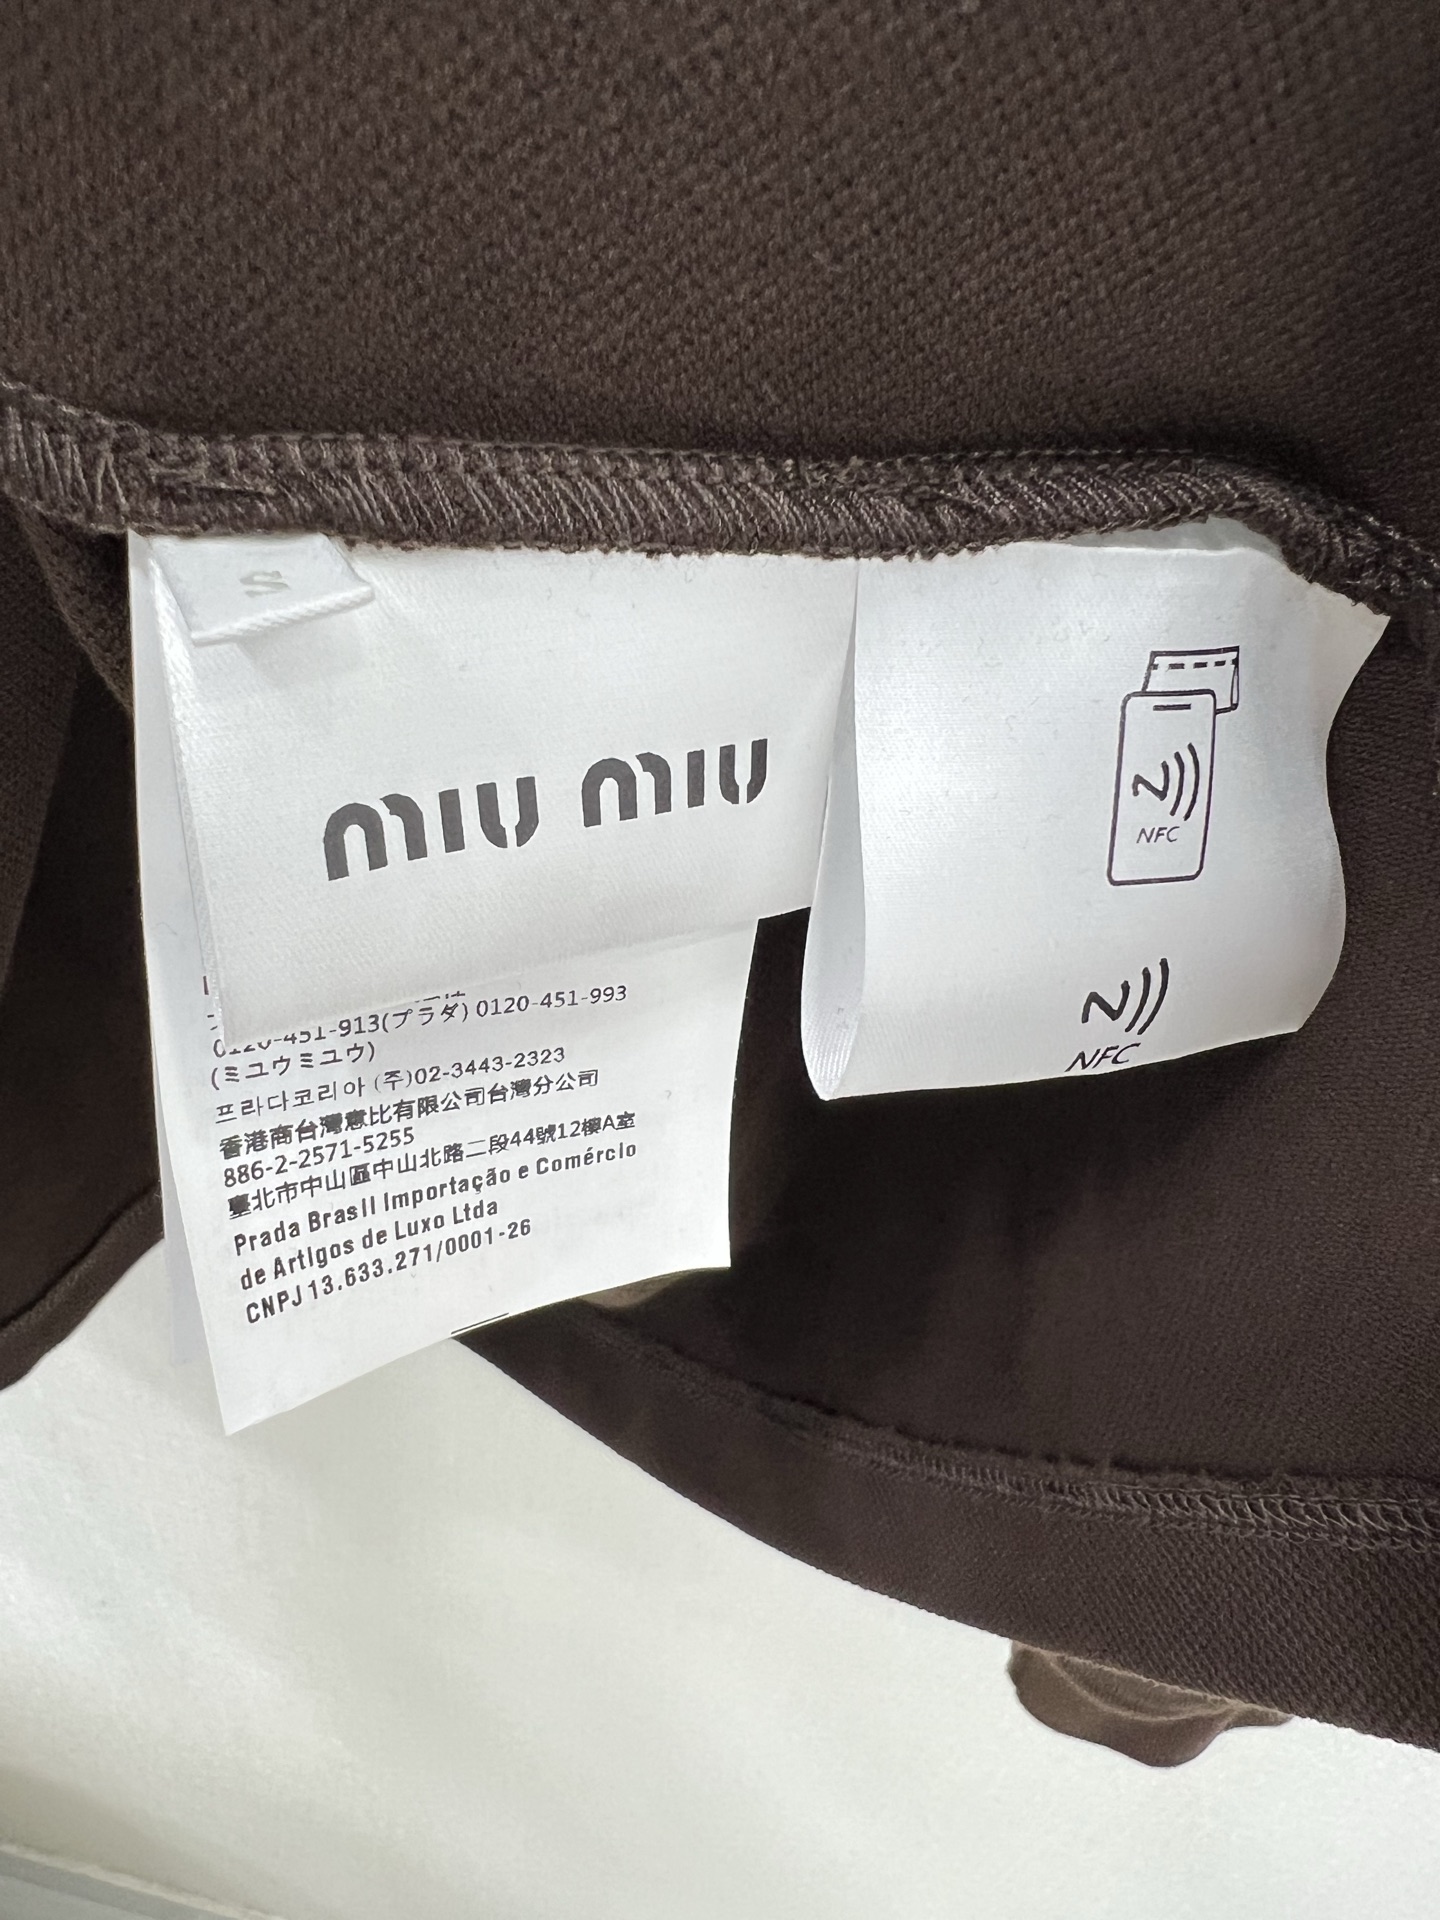 S
miu miu
0120-451-913(プラダ) 0120-451-993
(ミュウミュウ)
프라다코리아 (주)02-3443-2323
香港商台灣意比有限公司台灣分公司
886-2-2571-5255
臺北市中山區中山北路二段44號12樓A室
Prada Brasil Importação e Comércio
de Artigos de Luxo Ltda
CNPJ 13.633.271/0001-26
NFC
NFC